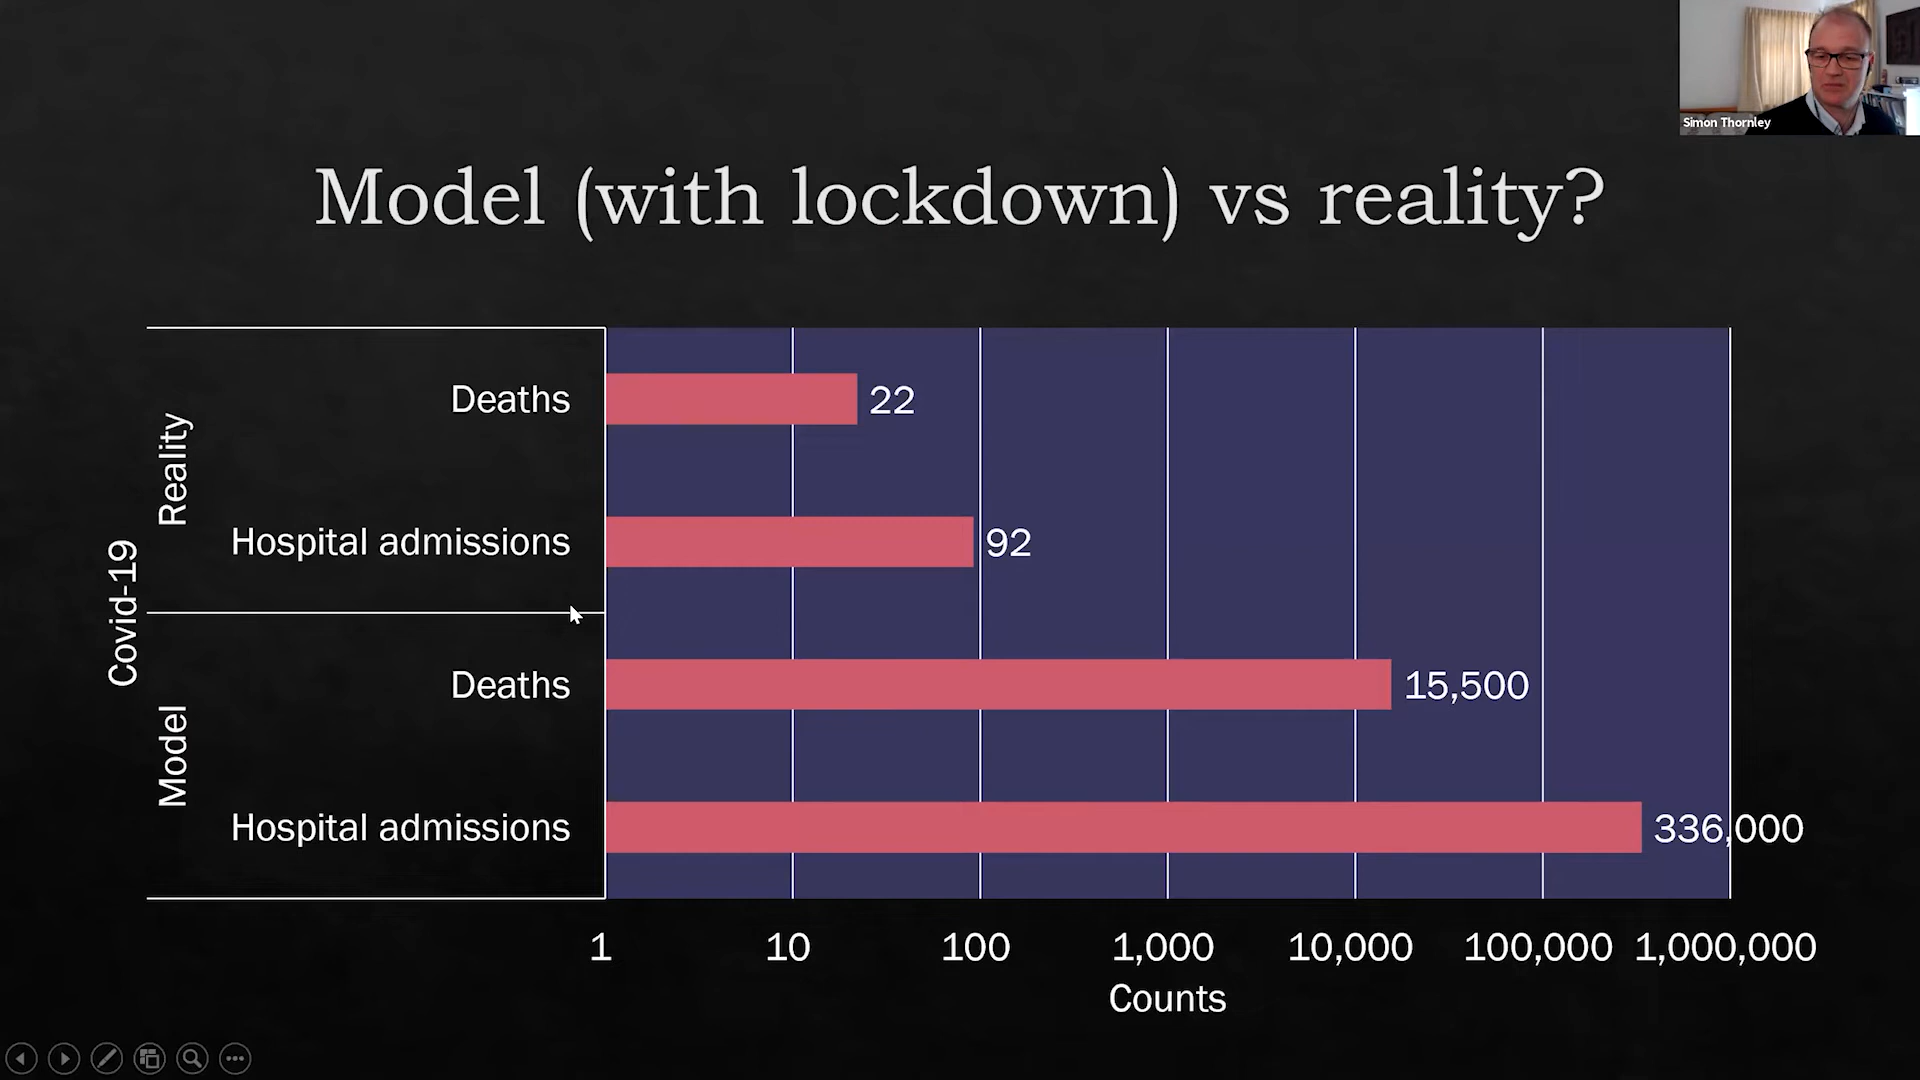 Simon Thornley
Model (with lockdown) vs reality?
Covid-19
Reality
Deaths
22
Hospital admissions
92
Model
Deaths
15,500
Hospital admissions
336,000
1 10 100 1,000 10,000 100,000 1,000,000
Counts